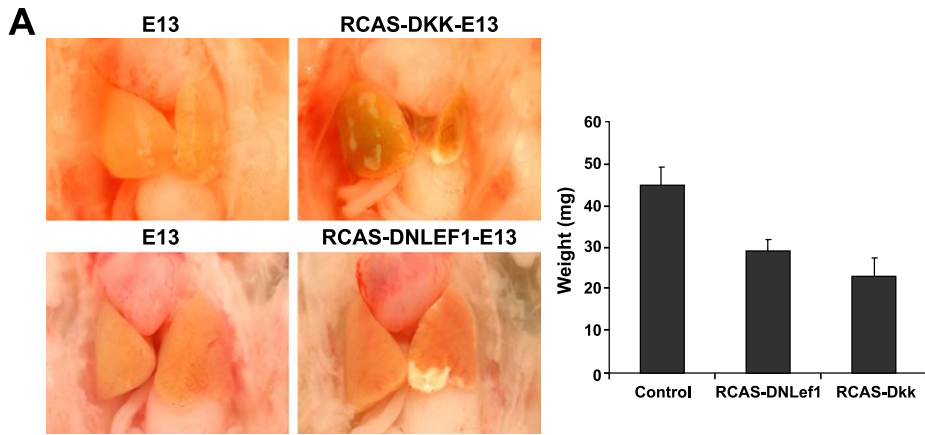 A
E13
RCAS-DKK-E13
E13
RCAS-DNLEF1-E13
Weight (mg)
60
50
40
30
20
10
0
Control
RCAS-DNLef1
RCAS-Dkk